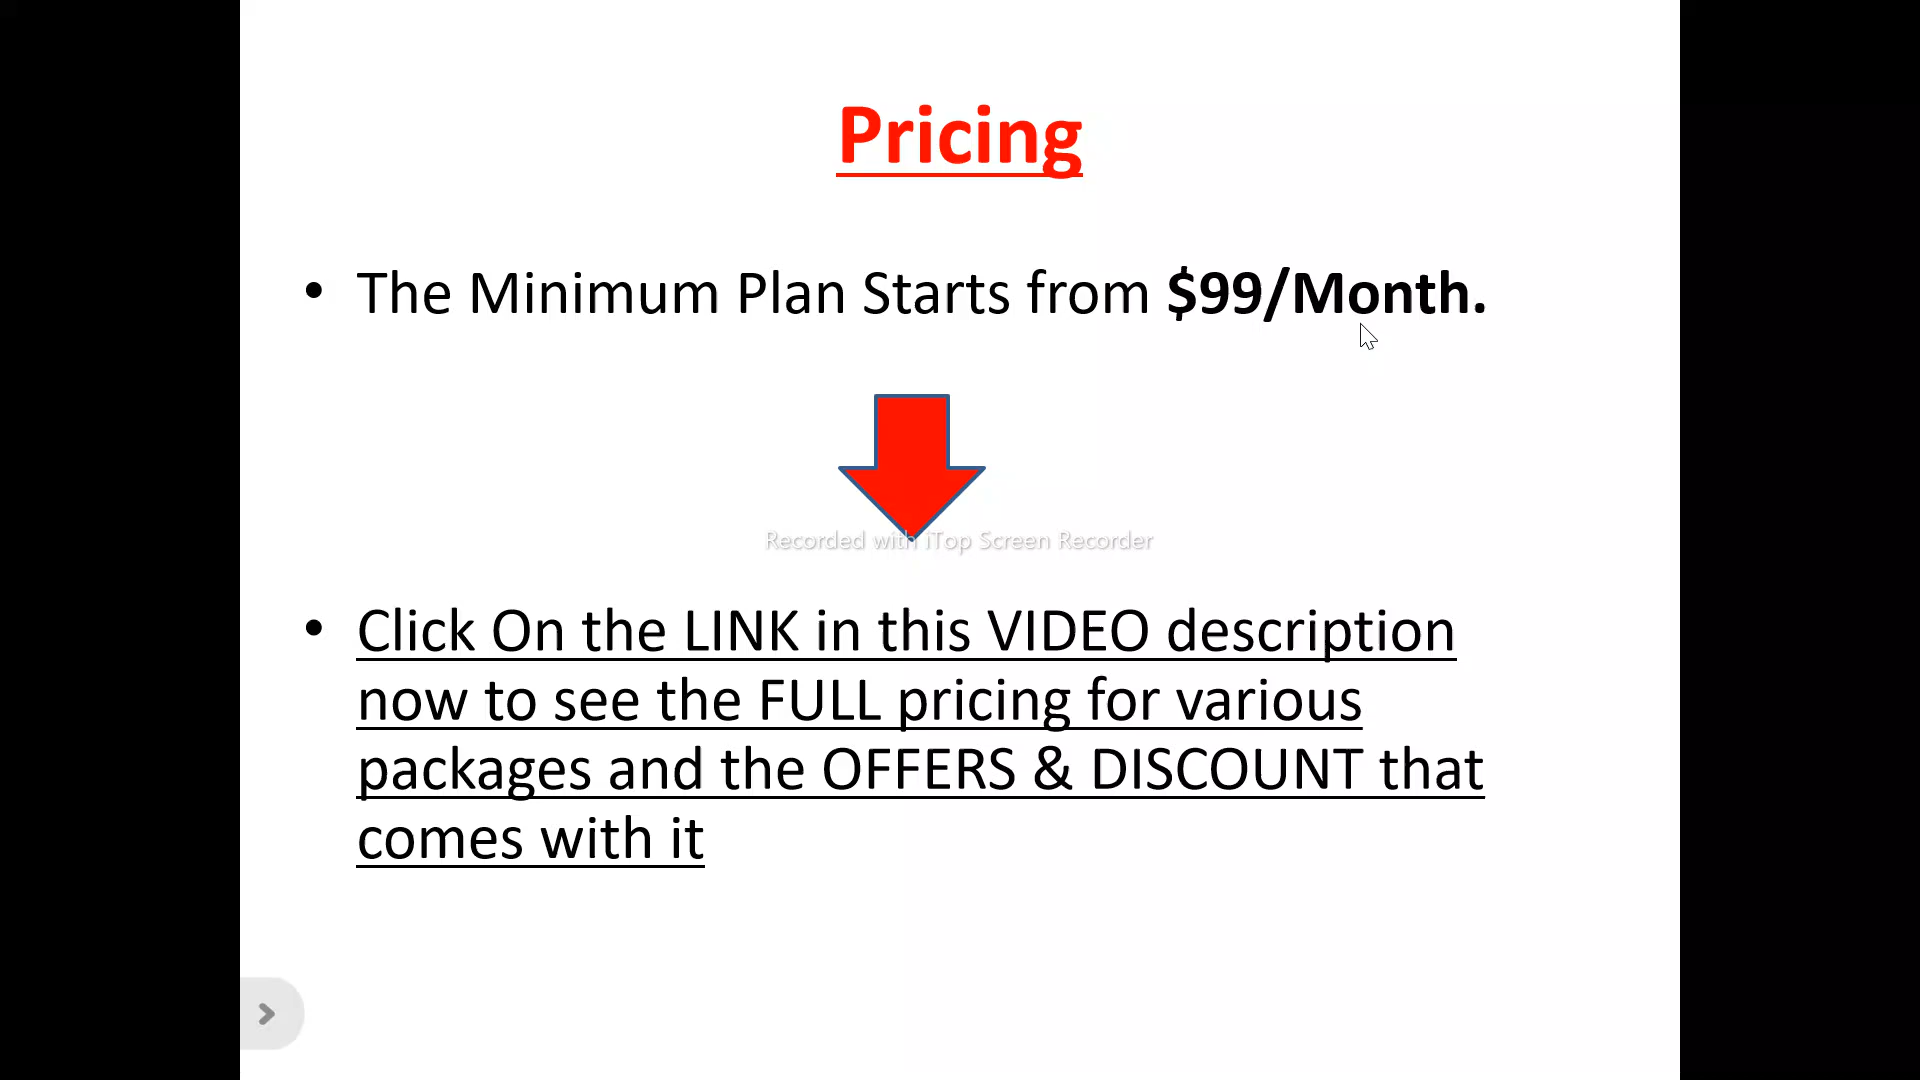 Pricing
• The Minimum Plan Starts from $99/Month.
Recorded with iTop Screen Recorder
• Click On the LINK in this VIDEO description
now to see the FULL pricing for various
packages and the OFFERS & DISCOUNT that
comes with it